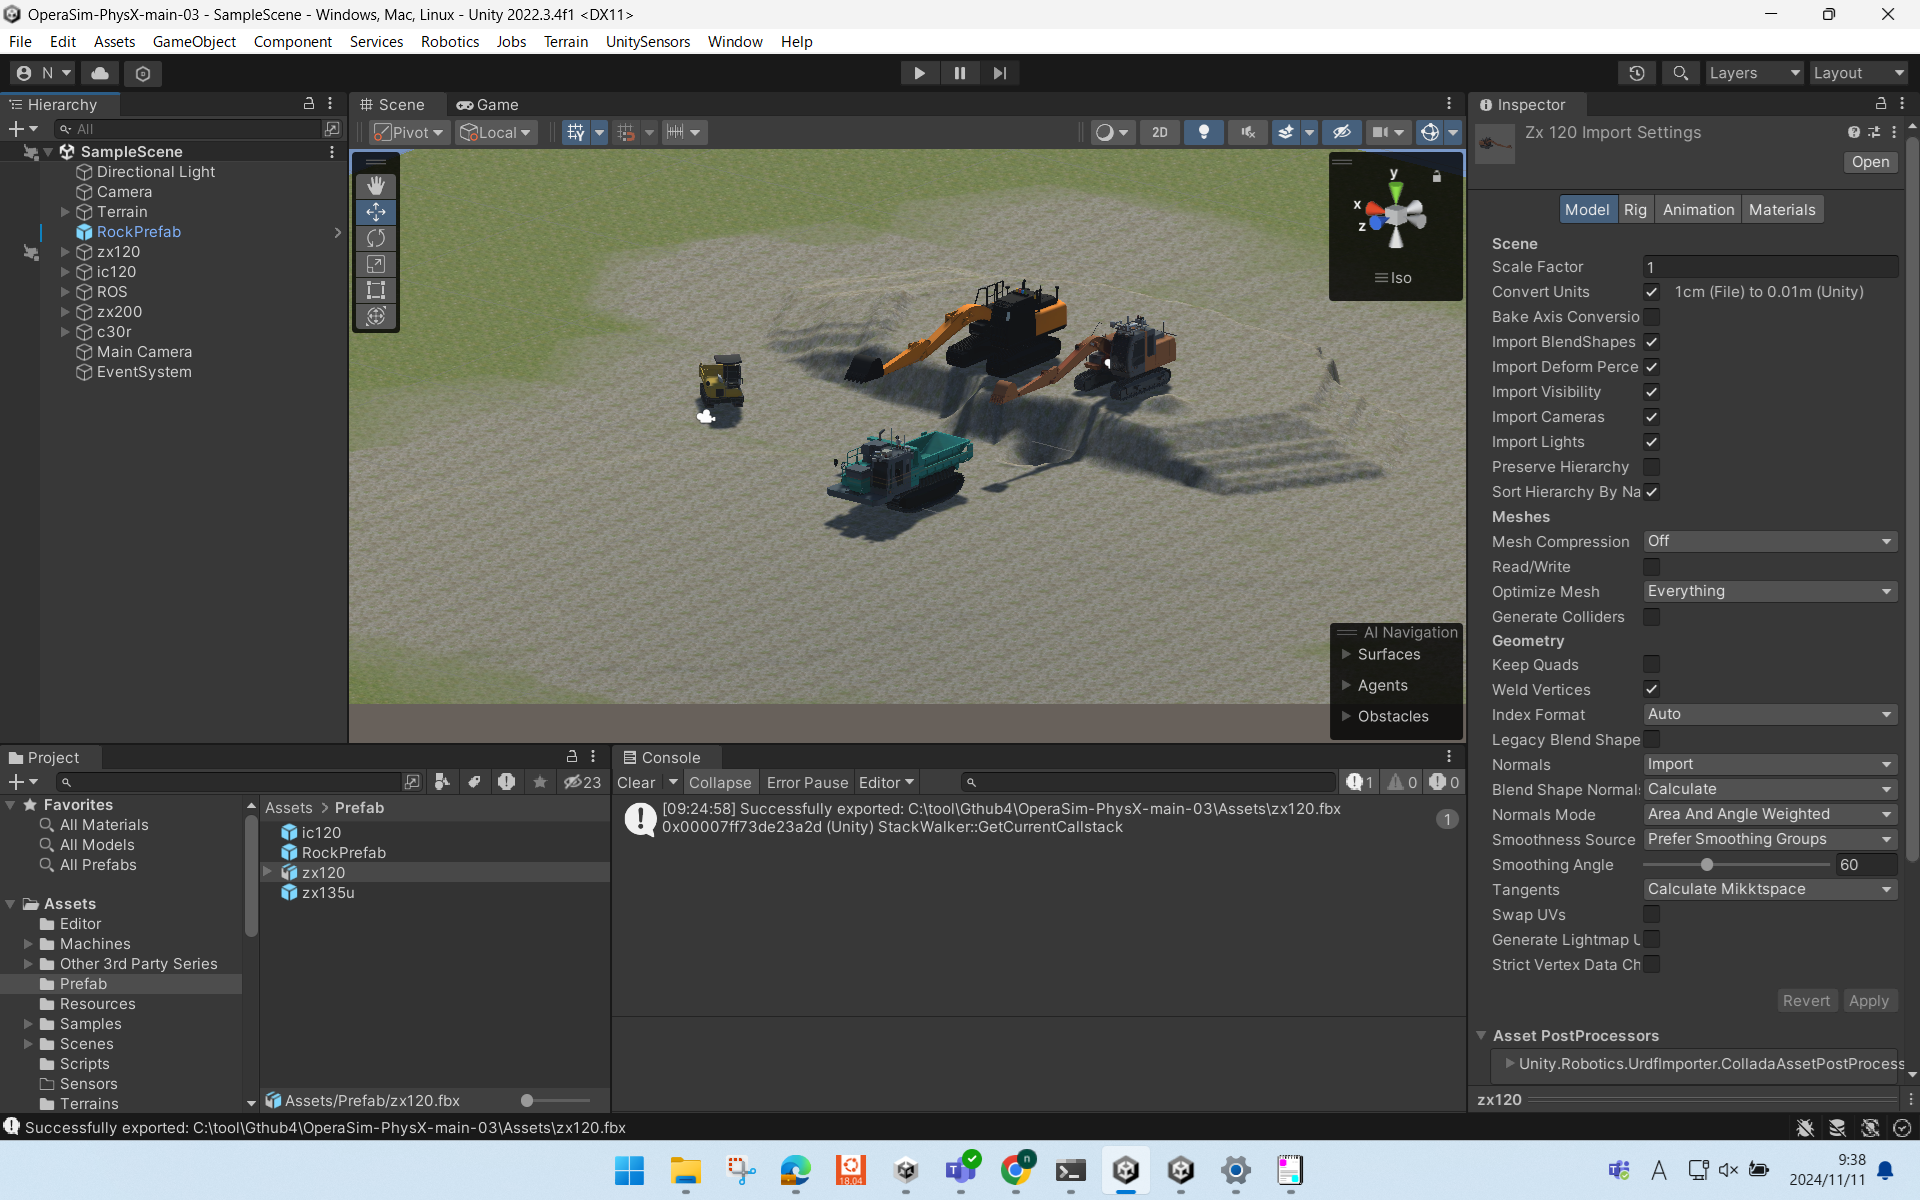 OperaSim-PhysX-main-03 - SampleScene - Windows, Mac, Linux - Unity 2022.3.4f1 <DX11>
File Edit Assets GameObject Component Services Robotics Jobs Terrain UnitySensors Window Help
N Layers Layout
Hierarchy
All
SampleScene
Directional Light
Camera
Terrain
RockPrefab
zx120
ic120
ROS
zx200
c30r
Main Camera
EventSystem
Scene Game
Pivot Local 2D
y
x
z
Iso
AI Navigation
Surfaces
Agents
Obstacles
Inspector
Zx 120 Import Settings
Open
Model Rig Animation Materials
Scene
Scale Factor 1
Convert Units 1cm (File) to 0.01m (Unity)
Bake Axis Conversio
Import BlendShapes
Import Deform Perce
Import Visibility
Import Cameras
Import Lights
Preserve Hierarchy
Sort Hierarchy By Na
Meshes
Mesh Compression Off
Read/Write
Optimize Mesh Everything
Generate Colliders
Geometry
Keep Quads
Weld Vertices
Index Format Auto
Legacy Blend Shape
Normals Import
Blend Shape Normal Calculate
Normals Mode Area And Angle Weighted
Smoothness Source Prefer Smoothing Groups
Smoothing Angle 60
Tangents Calculate Mikktspace
Swap UVs
Generate Lightmap U
Strict Vertex Data Ch
Revert Apply
Asset PostProcessors
Unity.Robotics.UrdfImporter.ColladaAssetPostProcess
zx120
Project
23
Favorites
All Materials
All Models
All Prefabs
Assets
Editor
Machines
Other 3rd Party Series
Prefab
Resources
Samples
Scenes
Scripts
Sensors
Terrains
Assets > Prefab
ic120
RockPrefab
zx120
zx135u
Assets/Prefab/zx120.fbx
Console
Clear Collapse Error Pause Editor 1 0 0
[09:24:58] Successfully exported: C:\tool\Gthub4\OperaSim-PhysX-main-03\Assets\zx120.fbx
0x00007ff73de23a2d (Unity) StackWalker::GetCurrentCallstack
1
Successfully exported: C:\tool\Gthub4\OperaSim-PhysX-main-03\Assets\zx120.fbx
18.04
n
A
9:38
2024/11/11